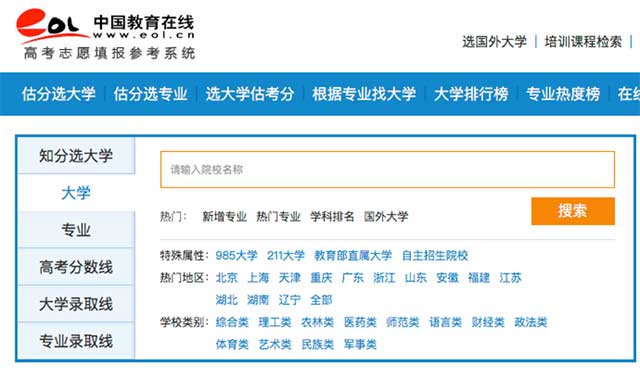 eol 中国教育在线
www.eol.cn
高考志愿填报参考系统
选国外大学 | 培训课程检索 |
估分选大学 | 估分选专业 | 选大学估考分 | 根据专业找大学 | 大学排行榜 | 专业热度榜 | 在线
知分选大学
大学
专业
高考分数线
大学录取线
专业录取线
请输入院校名称
搜索
热门: 新增专业 热门专业 学科排名 国外大学
特殊属性: 985大学 211大学 教育部直属大学 自主招生院校
热门地区: 北京 上海 天津 重庆 广东 浙江 山东 安徽 福建 江苏
湖北 湖南 辽宁 全部
学校类别: 综合类 理工类 农林类 医药类 师范类 语言类 财经类 政法类
体育类 艺术类 民族类 军事类